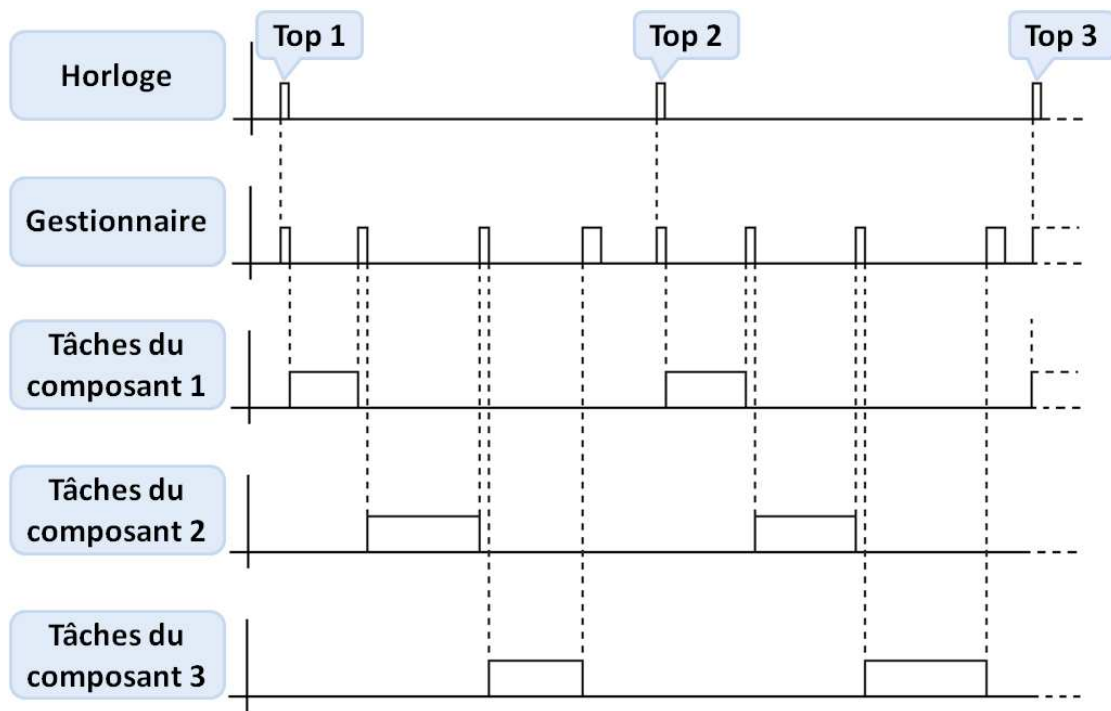 Top 1
Top 2
Top 3
Horloge
Gestionnaire
Tâches du
composant 1
Tâches du
composant 2
Tâches du
composant 3